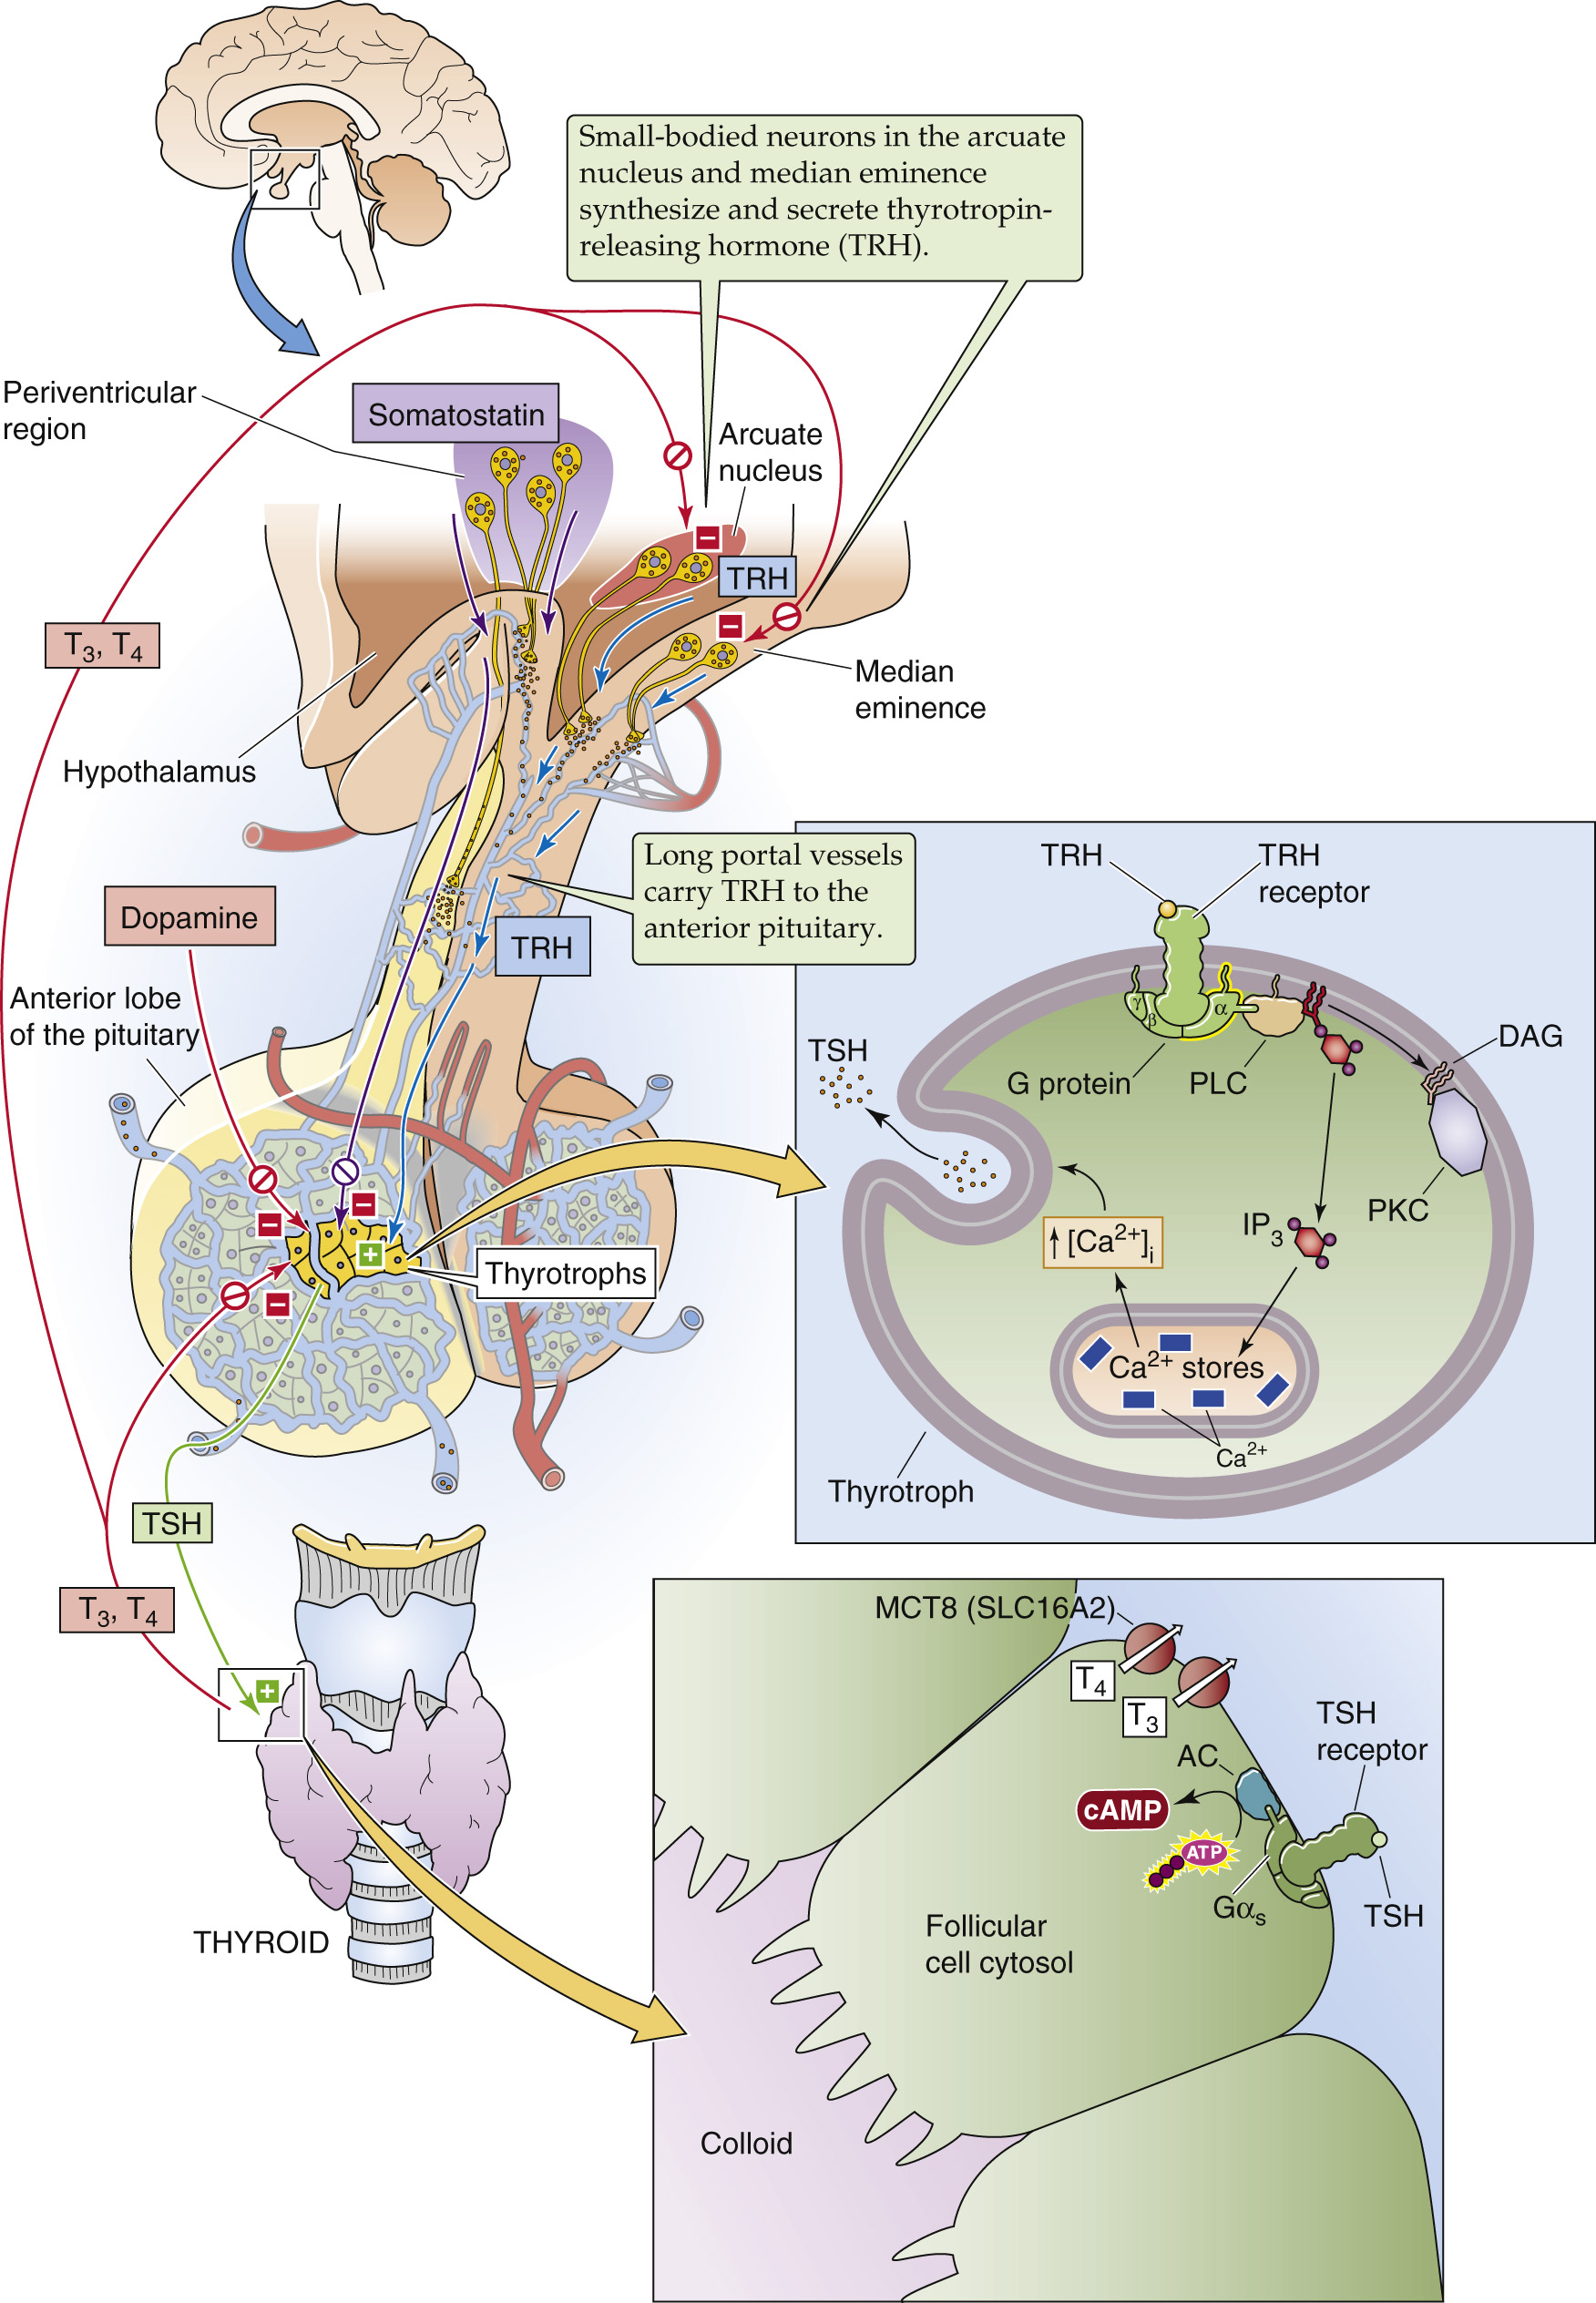 Small-bodied neurons in the arcuate
nucleus and median eminence
synthesize and secrete thyrotropin-
releasing hormone (TRH).
Periventricular
region
Somatostatin
Arcuate
nucleus
−
TRH
T3, T4
−
Median
eminence
Hypothalamus
Long portal vessels
carry TRH to the
anterior pituitary.
Dopamine
TRH
Anterior lobe
of the pituitary
−
−
+
Thyrotrophs
−
TSH
T3, T4
+
THYROID
TRH
TRH
receptor
γ
β
α
TSH
G protein
PLC
DAG
PKC
IP3
↑ [Ca2+]i
Ca2+ stores
Ca2+
Thyrotroph
MCT8 (SLC16A2)
T4
T3
TSH
receptor
AC
cAMP
ATP
Gαs
TSH
Follicular
cell cytosol
Colloid